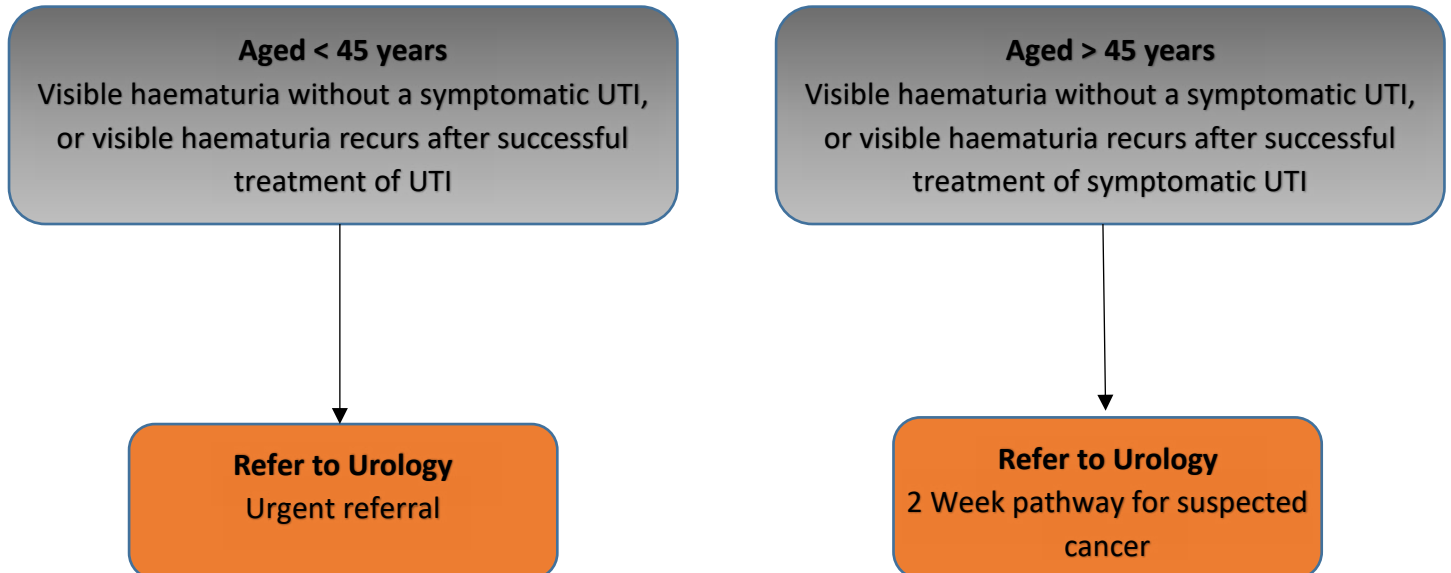 Aged < 45 years
Visible haematuria without a symptomatic UTI,
or visible haematuria recurs after successful
treatment of UTI
Aged > 45 years
Visible haematuria without a symptomatic UTI,
or visible haematuria recurs after successful
treatment of symptomatic UTI
Refer to Urology
Urgent referral
Refer to Urology
2 Week pathway for suspected
cancer